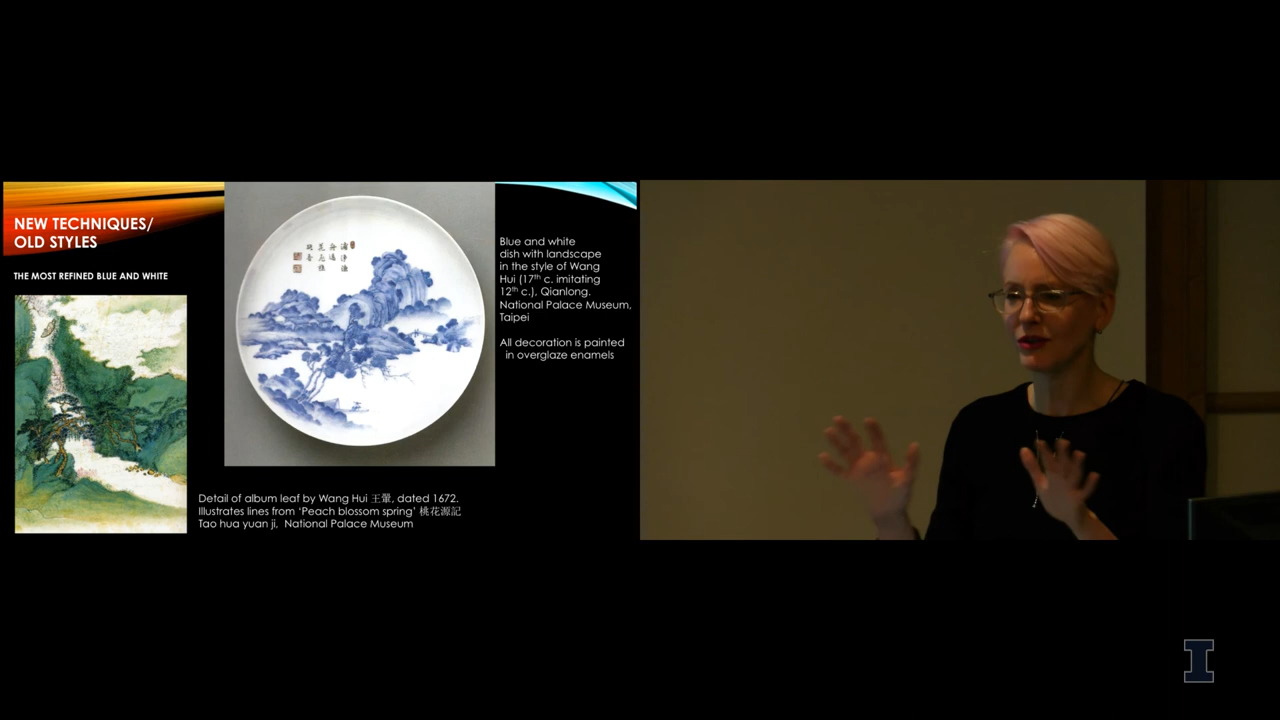 NEW TECHNIQUES/
OLD STYLES
THE MOST REFINED BLUE AND WHITE
Blue and white
dish with landscape
in the style of Wang
Hui (17th c. imitating
12th c.), Qianlong.
National Palace Museum,
Taipei
All decoration is painted
in overglaze enamels
Detail of album leaf by Wang Hui 王翬, dated 1672.
Illustrates lines from ‘Peach blossom spring’ 桃花源記
Tao hua yuan ji, National Palace Museum
I